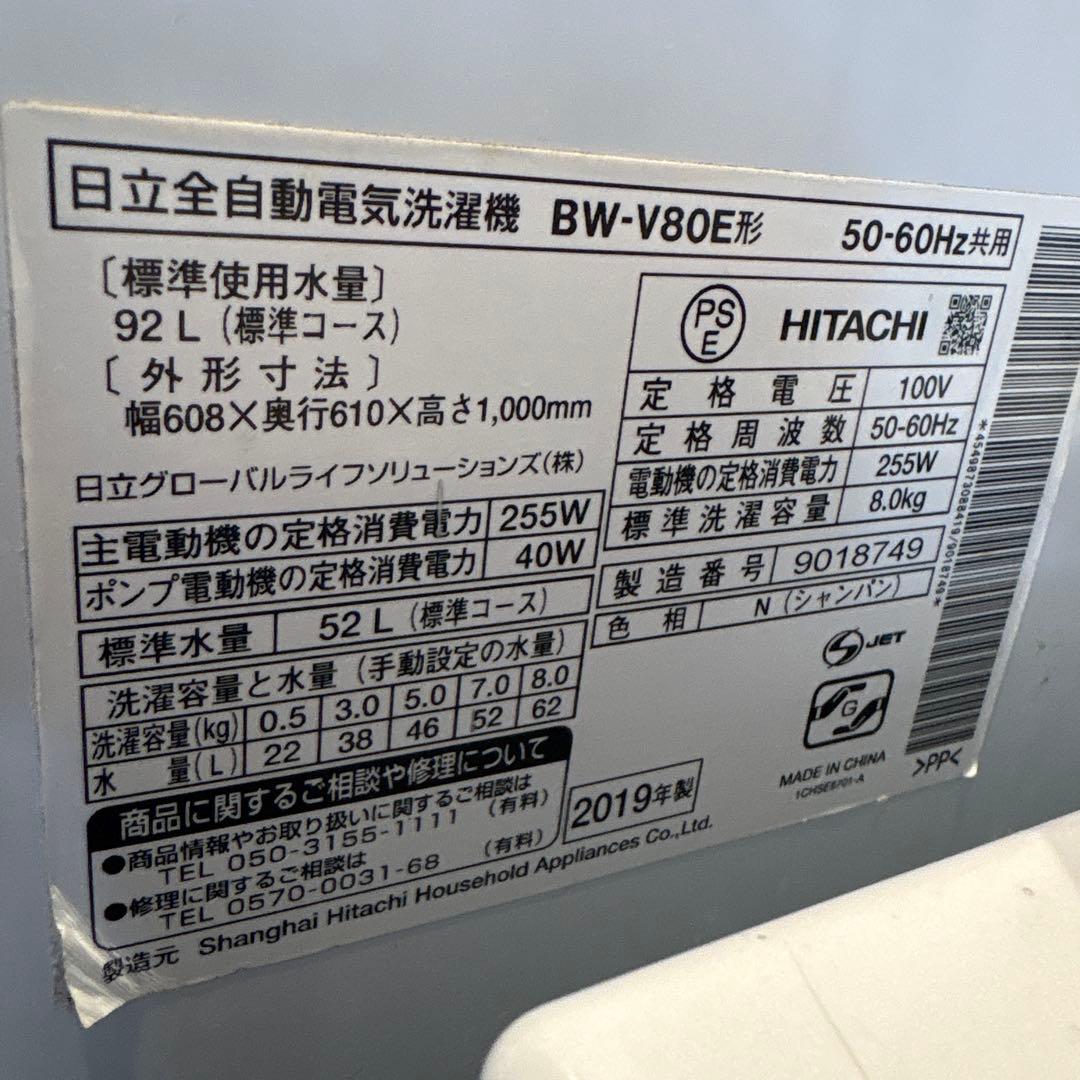 日立全自動電気洗濯機 BW-V80E形 50-60Hz共用
〔標準使用水量〕
92 L (標準コース)
〔外形寸法〕
幅608×奥行610×高さ1,000mm
日立グローバルライフソリューションズ(株)
主電動機の定格消費電力 255W
ポンプ電動機の定格消費電力 40W
標準水量 52 L (標準コース)
洗濯容量と水量 (手動設定の水量)
洗濯容量(kg) 0.5 3.0 5.0 7.0 8.0
水量(L) 22 38 46 52 62
商品に関するご相談や修理について
●商品情報やお取り扱いに関するご相談は
TEL 050-3155-1111 (有料)
●修理に関するご相談は
TEL 0570-0031-68 (有料)
製造元 Shanghai Hitachi Household Appliances Co.,Ltd.
2019年製
PSE HITACHI
定格電圧 100V
定格周波数 50-60Hz
電動機の定格消費電力 255W
標準洗濯容量 8.0kg
製造番号 9018749
色相 N (シャンパン)
JET
G
MADE IN CHINA
1CHSE8701-A
>PP<
*4549873088419/9018749*